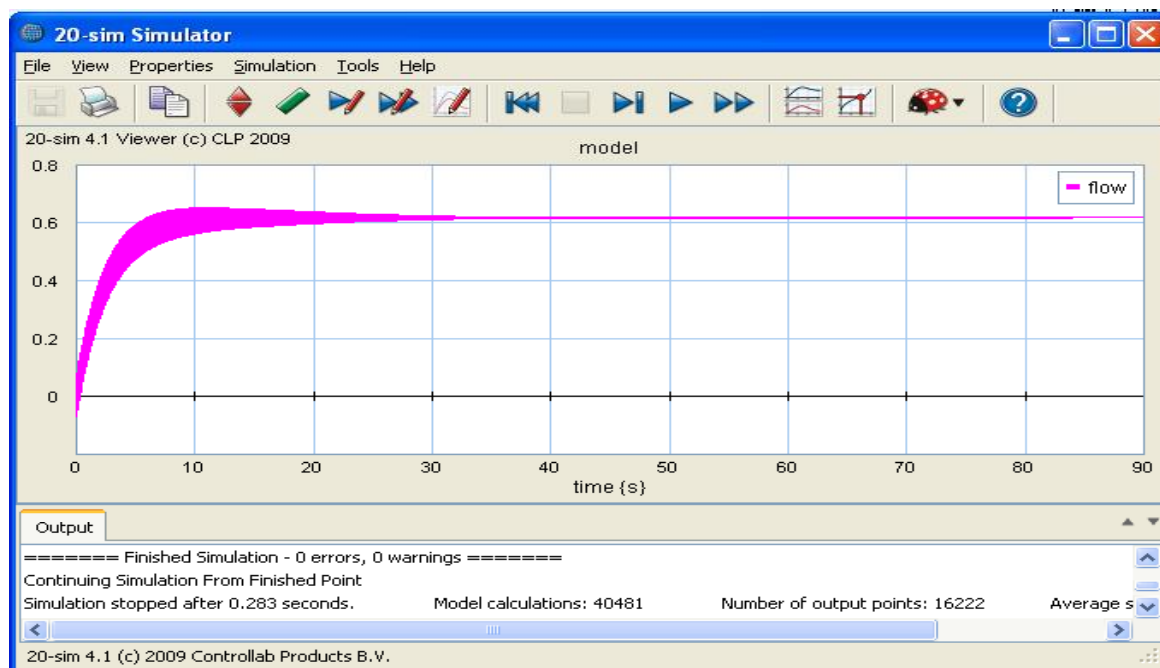 20-sim Simulator
File View Properties Simulation Tools Help
20-sim 4.1 Viewer (c) CLP 2009
model
flow
0.8
0.6
0.4
0.2
0
0 10 20 30 40 50 60 70 80 90
time {s}
Output
======= Finished Simulation - 0 errors, 0 warnings =======
Continuing Simulation From Finished Point
Simulation stopped after 0.283 seconds. Model calculations: 40481 Number of output points: 16222 Average s
20-sim 4.1 (c) 2009 Controllab Products B.V.